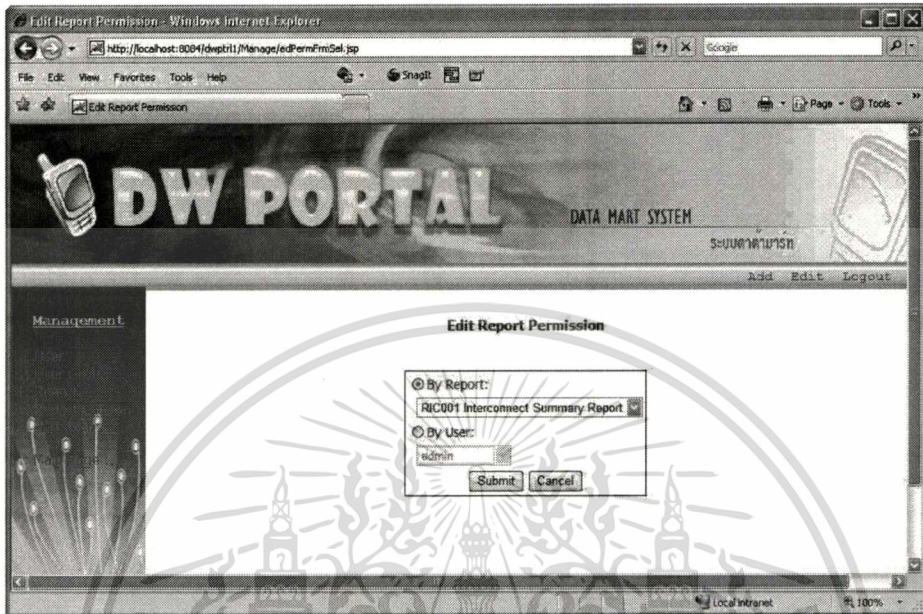 Edit Report Permission - Windows Internet Explorer
http://localhost:8084/dwptrl1/Manage/edPermFrmSel.jsp
Google
File Edit View Favorites Tools Help
SnagIt
Edit Report Permission
Page Tools
DW PORTAL
DATA MART SYSTEM
ระบบดาต้ามาร์ท
Add Edit Logout
Management
Edit Report Permission
By Report:
RIC001 Interconnect Summary Report
By User:
admin
Submit Cancel
Local intranet 100%